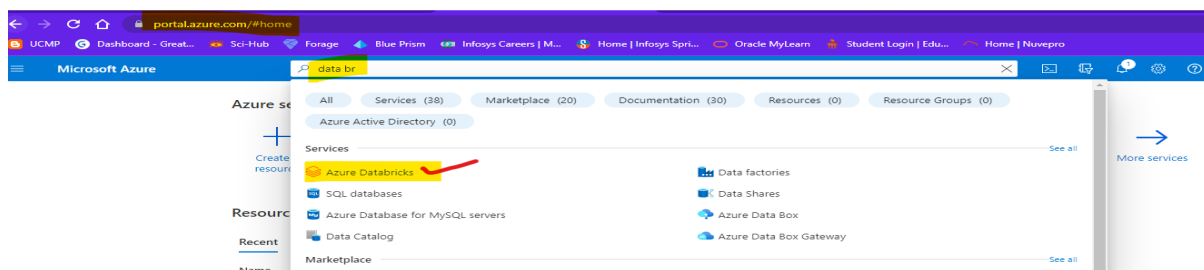 portal.azure.com/#home
UCMP Dashboard - Great... Sci-Hub Forage Blue Prism Infosys Careers | M... Home | Infosys Spri... Oracle MyLearn Student Login | Edu... Home | Nuvepro
Microsoft Azure data br 1
Azure se All Services (38) Marketplace (20) Documentation (30) Resources (0) Resource Groups (0)
Azure Active Directory (0)
Services See all
Create More services
resour Azure Databricks Data factories
SQL databases Data Shares
Resourc Azure Database for MySQL servers Azure Data Box
Recent Data Catalog Azure Data Box Gateway
Marketplace See all